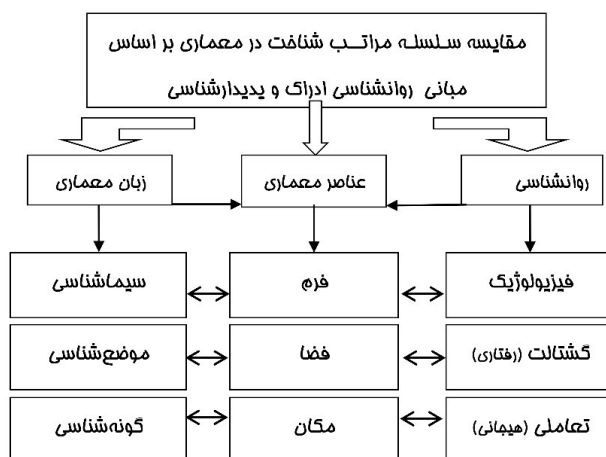 مقایسه سلسله مراتب شناخت در معماری بر اساس
مبانی روانشناسی ادراک و پدیدارشناسی
روانشناسی
عناصر معماری
زبان معماری
فیزیولوژیک
فرم
سیماشناسی
گشتالت (رفتاری)
فضا
موضع‌شناسی
تعاملی (هیجانی)
مکان
گونه‌شناسی